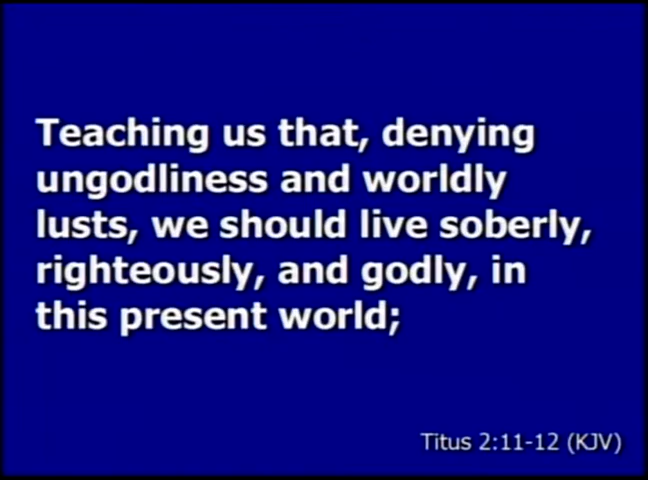 Teaching us that, denying
ungodliness and worldly
lusts, we should live soberly,
righteously, and godly, in
this present world;
Titus 2:11-12 (KJV)